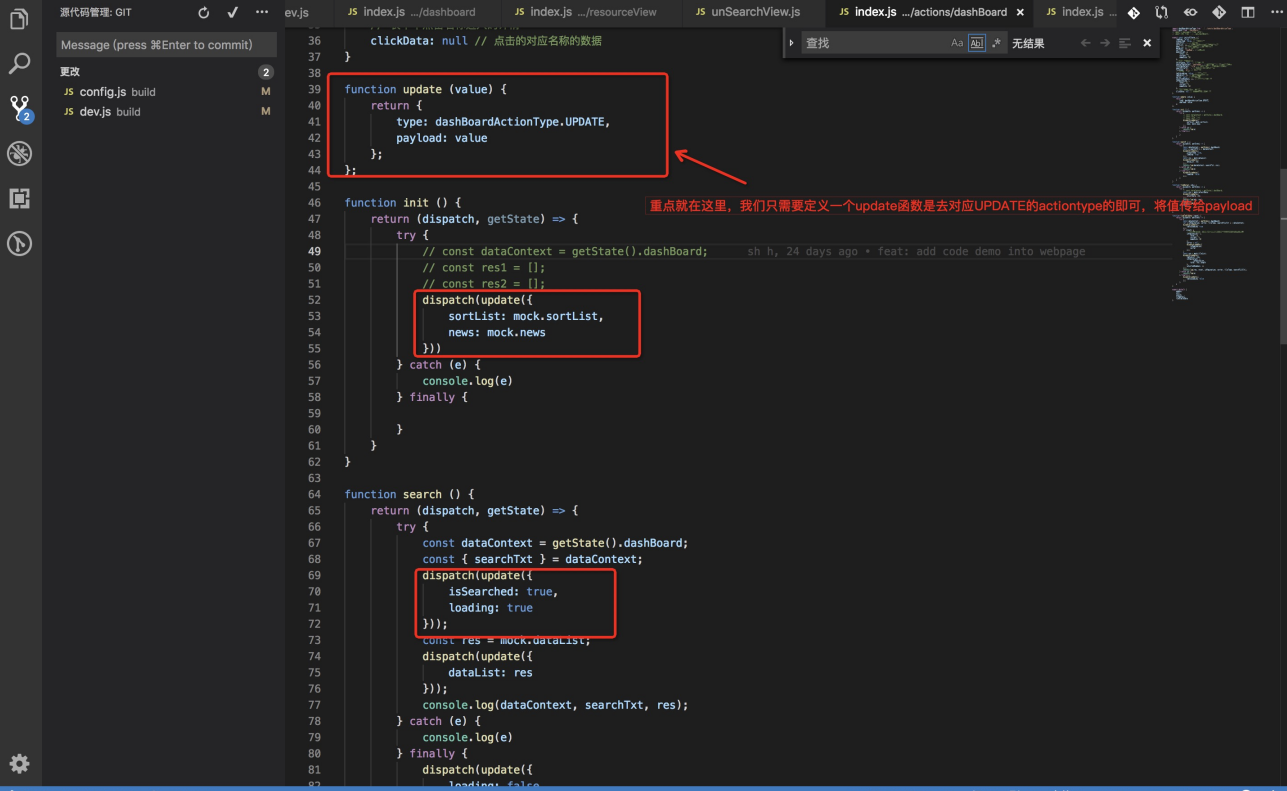 源代码管理: GIT
Message (press ⌘Enter to commit)
更改 2
JS config.js build M
JS dev.js build M
2
ev.js
JS index.js .../dashboard
JS index.js .../resourceView
JS unSearchView.js
JS index.js .../actions/dashBoard ×
JS index.js ...
查找 Aa Ab| .* 无结果
36 clickData: null // 点击的对应名称的数据
37 }
38
39 function update (value) {
40 return {
41 type: dashBoardActionType.UPDATE,
42 payload: value
43 };
44 };
45
46 function init () {
重点就在这里，我们只需要定义一个update函数是去对应UPDATE的actiontype的即可，将值传给payload
47 return (dispatch, getState) => {
48 try {
49 // const dataContext = getState().dashBoard; sh h, 24 days ago • feat: add code demo into webpage
50 // const res1 = [];
51 // const res2 = [];
52 dispatch(update({
53 sortList: mock.sortList,
54 news: mock.news
55 }))
56 } catch (e) {
57 console.log(e)
58 } finally {
59
60 }
61 }
62 }
63
64 function search () {
65 return (dispatch, getState) => {
66 try {
67 const dataContext = getState().dashBoard;
68 const { searchTxt } = dataContext;
69 dispatch(update({
70 isSearched: true,
71 loading: true
72 }));
73 const res = mock.dataList;
74 dispatch(update({
75 dataList: res
76 }));
77 console.log(dataContext, searchTxt, res);
78 } catch (e) {
79 console.log(e)
80 } finally {
81 dispatch(update({
82 loading: false